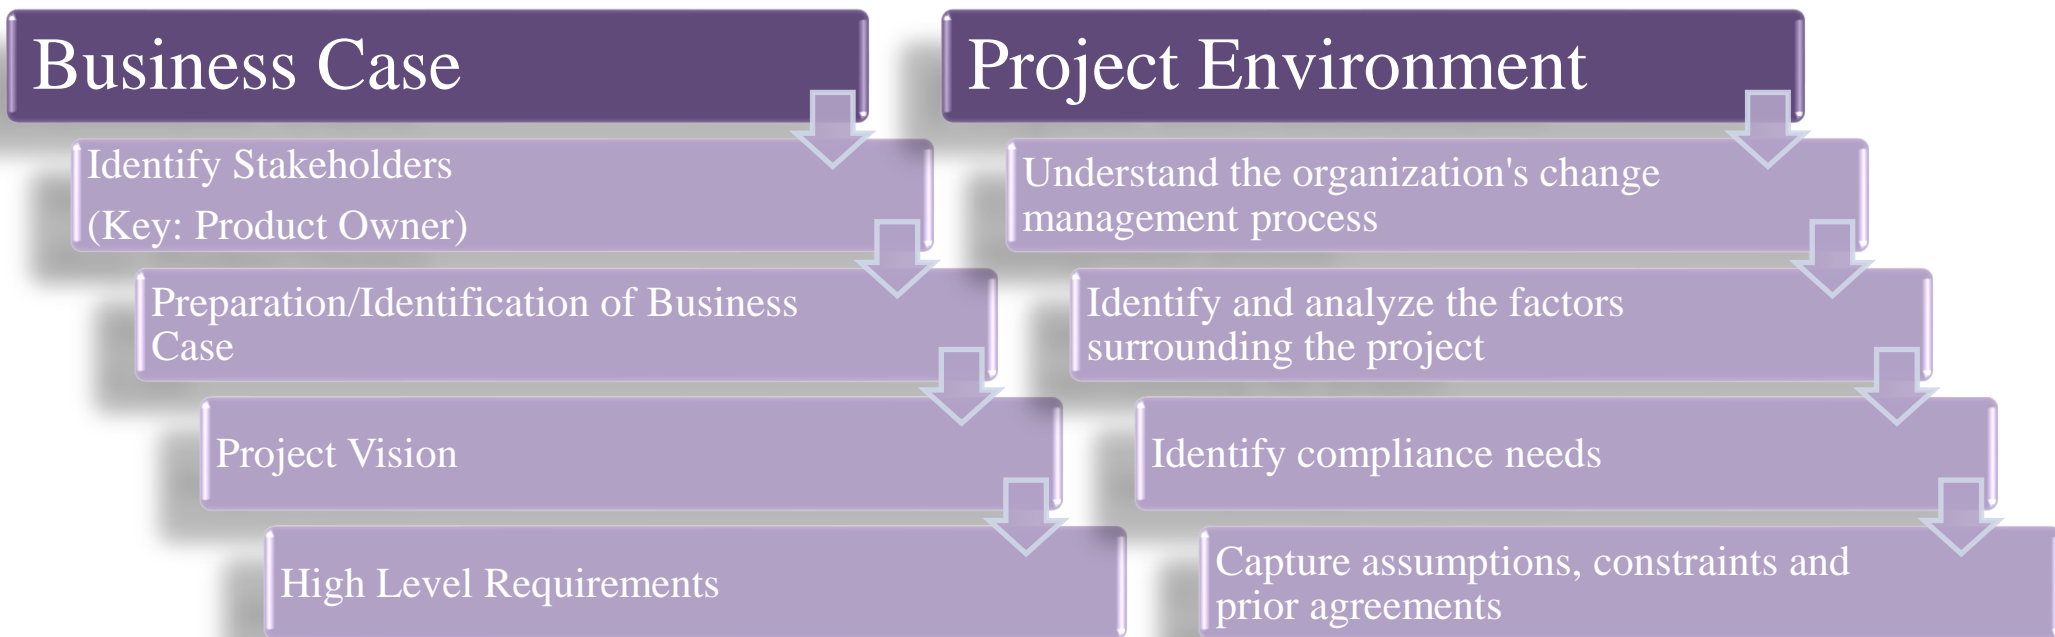 Business Case
Identify Stakeholders
(Key: Product Owner)
Preparation/Identification of Business
Case
Project Vision
High Level Requirements
Project Environment
Understand the organization's change
management process
Identify and analyze the factors
surrounding the project
Identify compliance needs
Capture assumptions, constraints and
prior agreements